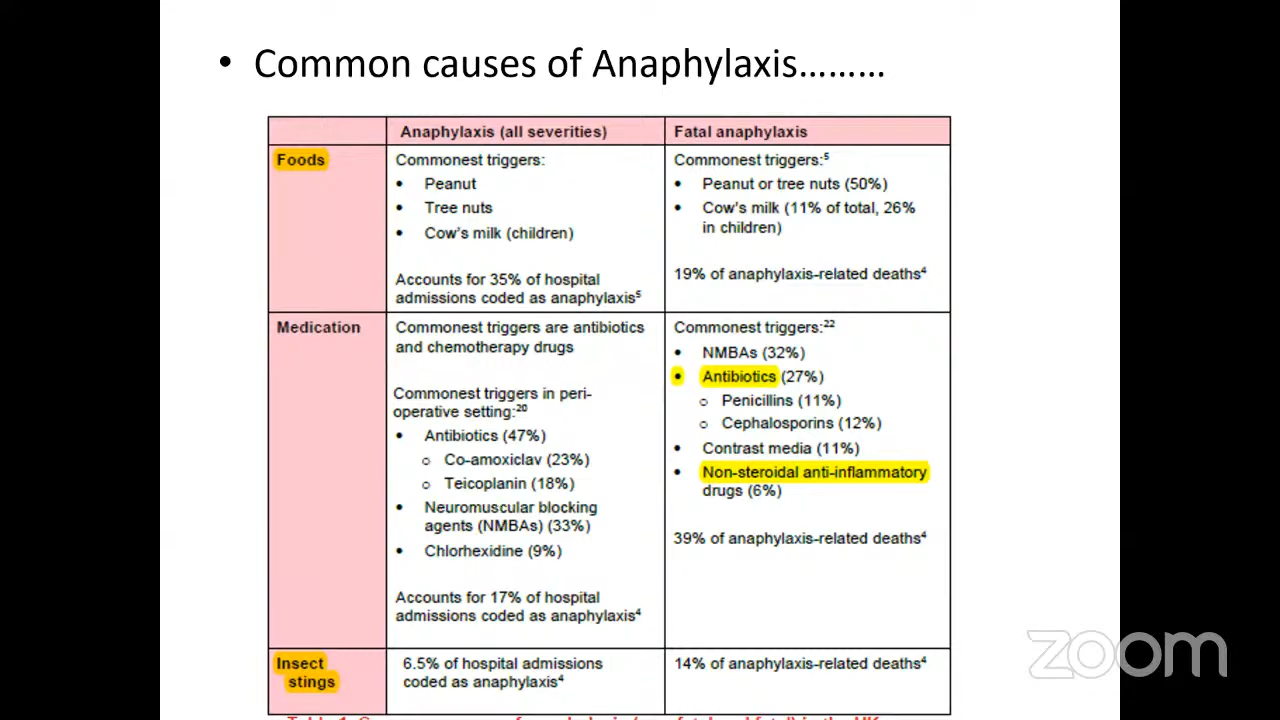 • Common causes of Anaphylaxis………
Anaphylaxis (all severities)
Fatal anaphylaxis
Foods
Commonest triggers:
• Peanut
• Tree nuts
• Cow's milk (children)
Accounts for 35% of hospital
admissions coded as anaphylaxis5
Commonest triggers:5
• Peanut or tree nuts (50%)
• Cow's milk (11% of total, 26%
in children)
19% of anaphylaxis-related deaths4
Medication
Commonest triggers are antibiotics
and chemotherapy drugs
Commonest triggers in peri-
operative setting:20
• Antibiotics (47%)
o Co-amoxiclav (23%)
o Teicoplanin (18%)
• Neuromuscular blocking
agents (NMBAs) (33%)
• Chlorhexidine (9%)
Accounts for 17% of hospital
admissions coded as anaphylaxis4
Commonest triggers:22
• NMBAs (32%)
• Antibiotics (27%)
o Penicillins (11%)
o Cephalosporins (12%)
• Contrast media (11%)
• Non-steroidal anti-inflammatory
drugs (6%)
39% of anaphylaxis-related deaths4
Insect
stings
6.5% of hospital admissions
coded as anaphylaxis4
14% of anaphylaxis-related deaths4
zoom